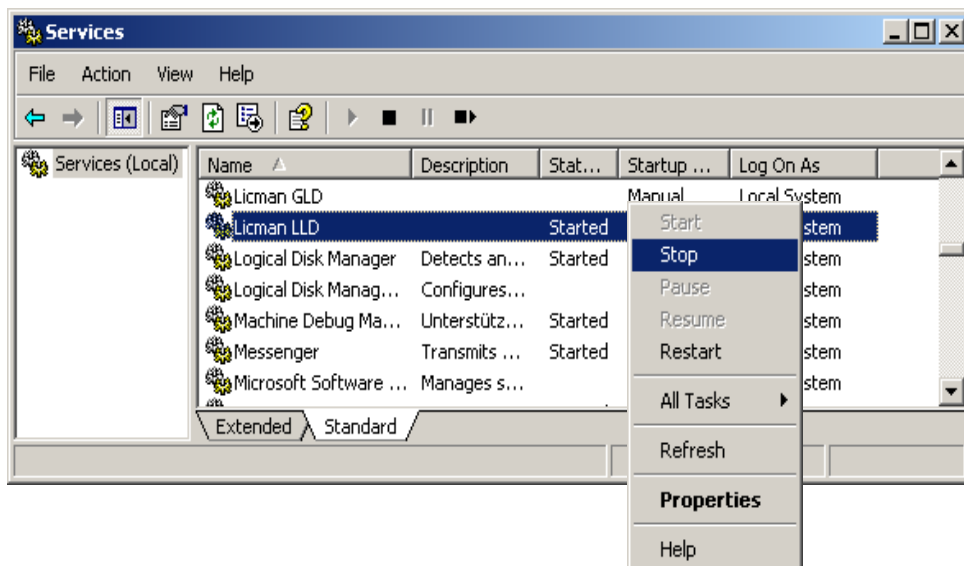 Services
File Action View Help
Services (Local)
Name Description Stat... Startup ... Log On As
Licman GLD Manual Local System
Licman LLD Started stem
Logical Disk Manager Detects an... Started stem
Logical Disk Manag... Configures... stem
Machine Debug Ma... Unterstütz... Started stem
Messenger Transmits ... Started stem
Microsoft Software ... Manages s... stem
Extended Standard
Start
Stop
Pause
Resume
Restart
All Tasks
Refresh
Properties
Help